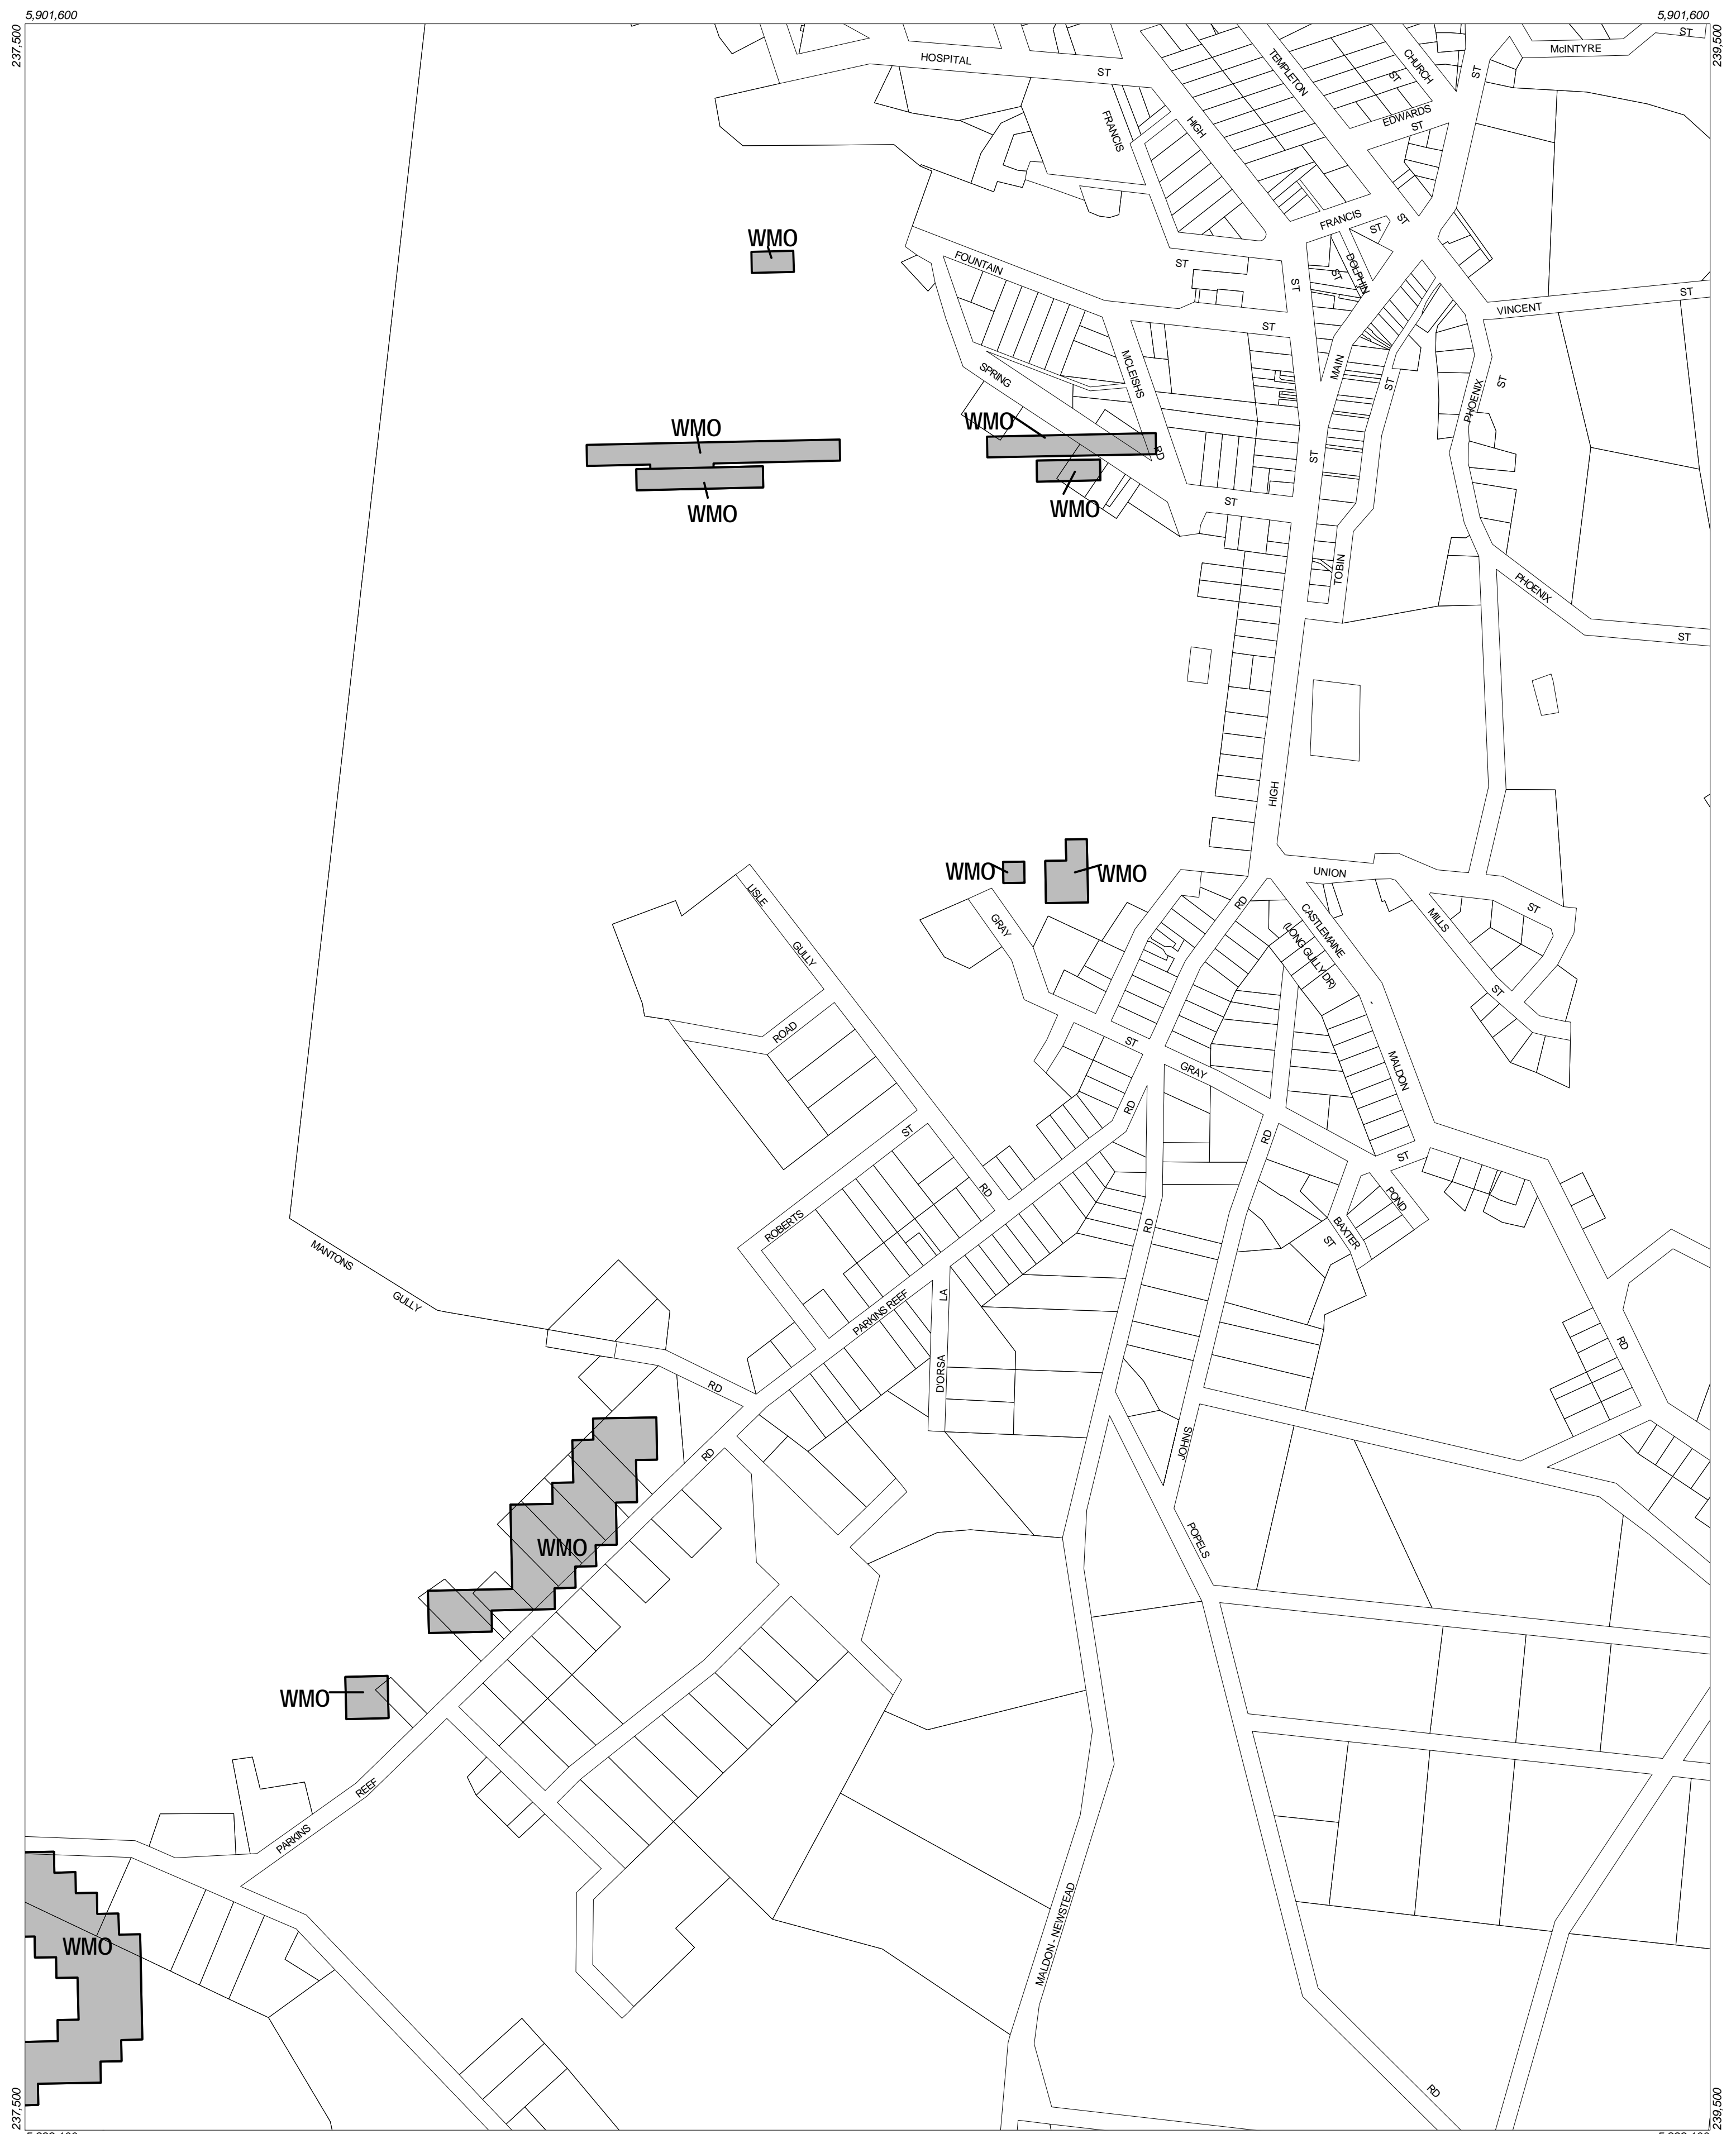 5,901,600
5,901,600
237,500
239,500
HOSPITAL
ST
TEMPLETON
ST
CHURCH
ST
McINTYRE
ST
EDWARDS
ST
FRANCIS
HIGH
FRANCIS
ST
ST
WMO
FOUNTAIN
ST
ST
DOLPHIN
ST
VINCENT
ST
ST
MCLEISHS
MAIN
ST
SPRING
PHOENIX
ST
WMO
WMO
RD
ST
WMO
WMO
ST
TOBIN
PHOENIX
ST
HIGH
WMO
WMO
UNION
LISLE
GULLY
GRAY
RD
CASTLEMAINE
(LONG GULLY DR)
-
MILLS
ST
ST
ROAD
ST
GRAY
MALDON
ST
RD
RD
ST
RD
ROBERTS
RD
POND
BAXTER
ST
MANTONS
GULLY
PARKINS REEF
LA
D'ORSA
RD
RD
RD
JOHNS
WMO
POPELS
WMO
REEF
PARKINS
WMO
MALDON - NEWSTEAD
RD
237,500
239,500